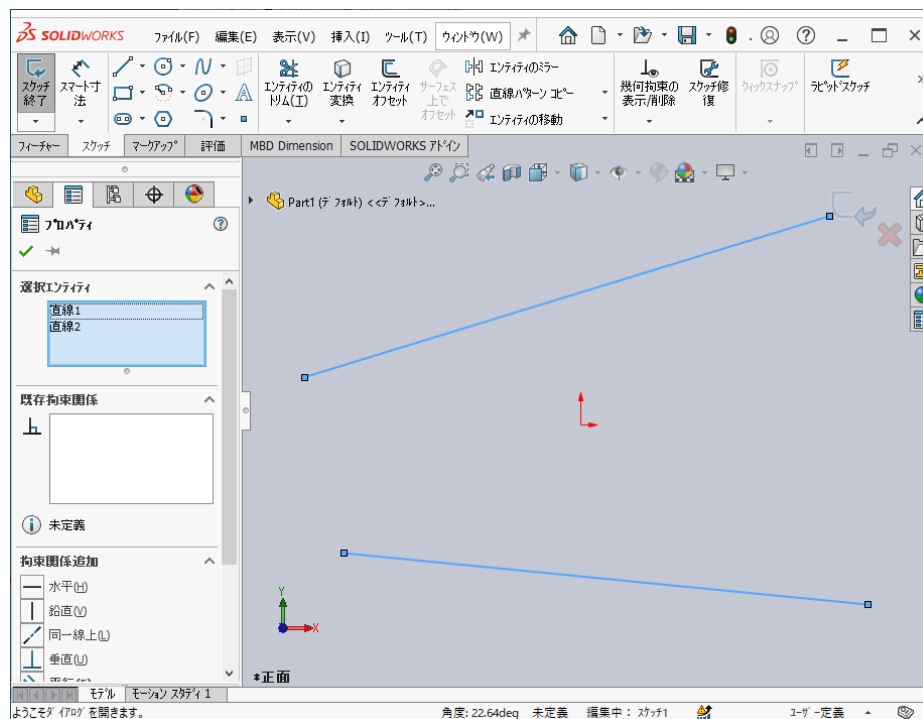 SOLIDWORKS ファイル(F) 編集(E) 表示(V) 挿入(I) ツール(T) ウィンドウ(W)
スケッチ終了 スマート寸法 エンティティのトリム(T) エンティティ変換 エンティティオフセット サーフェス上でオフセット エンティティのミラー 幾何拘束の表示/削除 スケッチ修復 クィックスナップ ラピッドスケッチ
直線パターン コピー
エンティティの移動
フィーチャー スケッチ マークアップ 評価 MBD Dimension SOLIDWORKS アドイン
Part1 (デフォルト) <<デフォルト>...
プロパティ
選択エンティティ
直線1
直線2
既存拘束関係
未定義
拘束関係追加
水平(H)
鉛直(V)
同一線上(L)
垂直(U)
Y
X
*正面
モデル モーション スタディ 1
ようこそダイアログを開きます。 角度: 22.64deg 未定義 編集中: スケッチ1 ユーザー定義